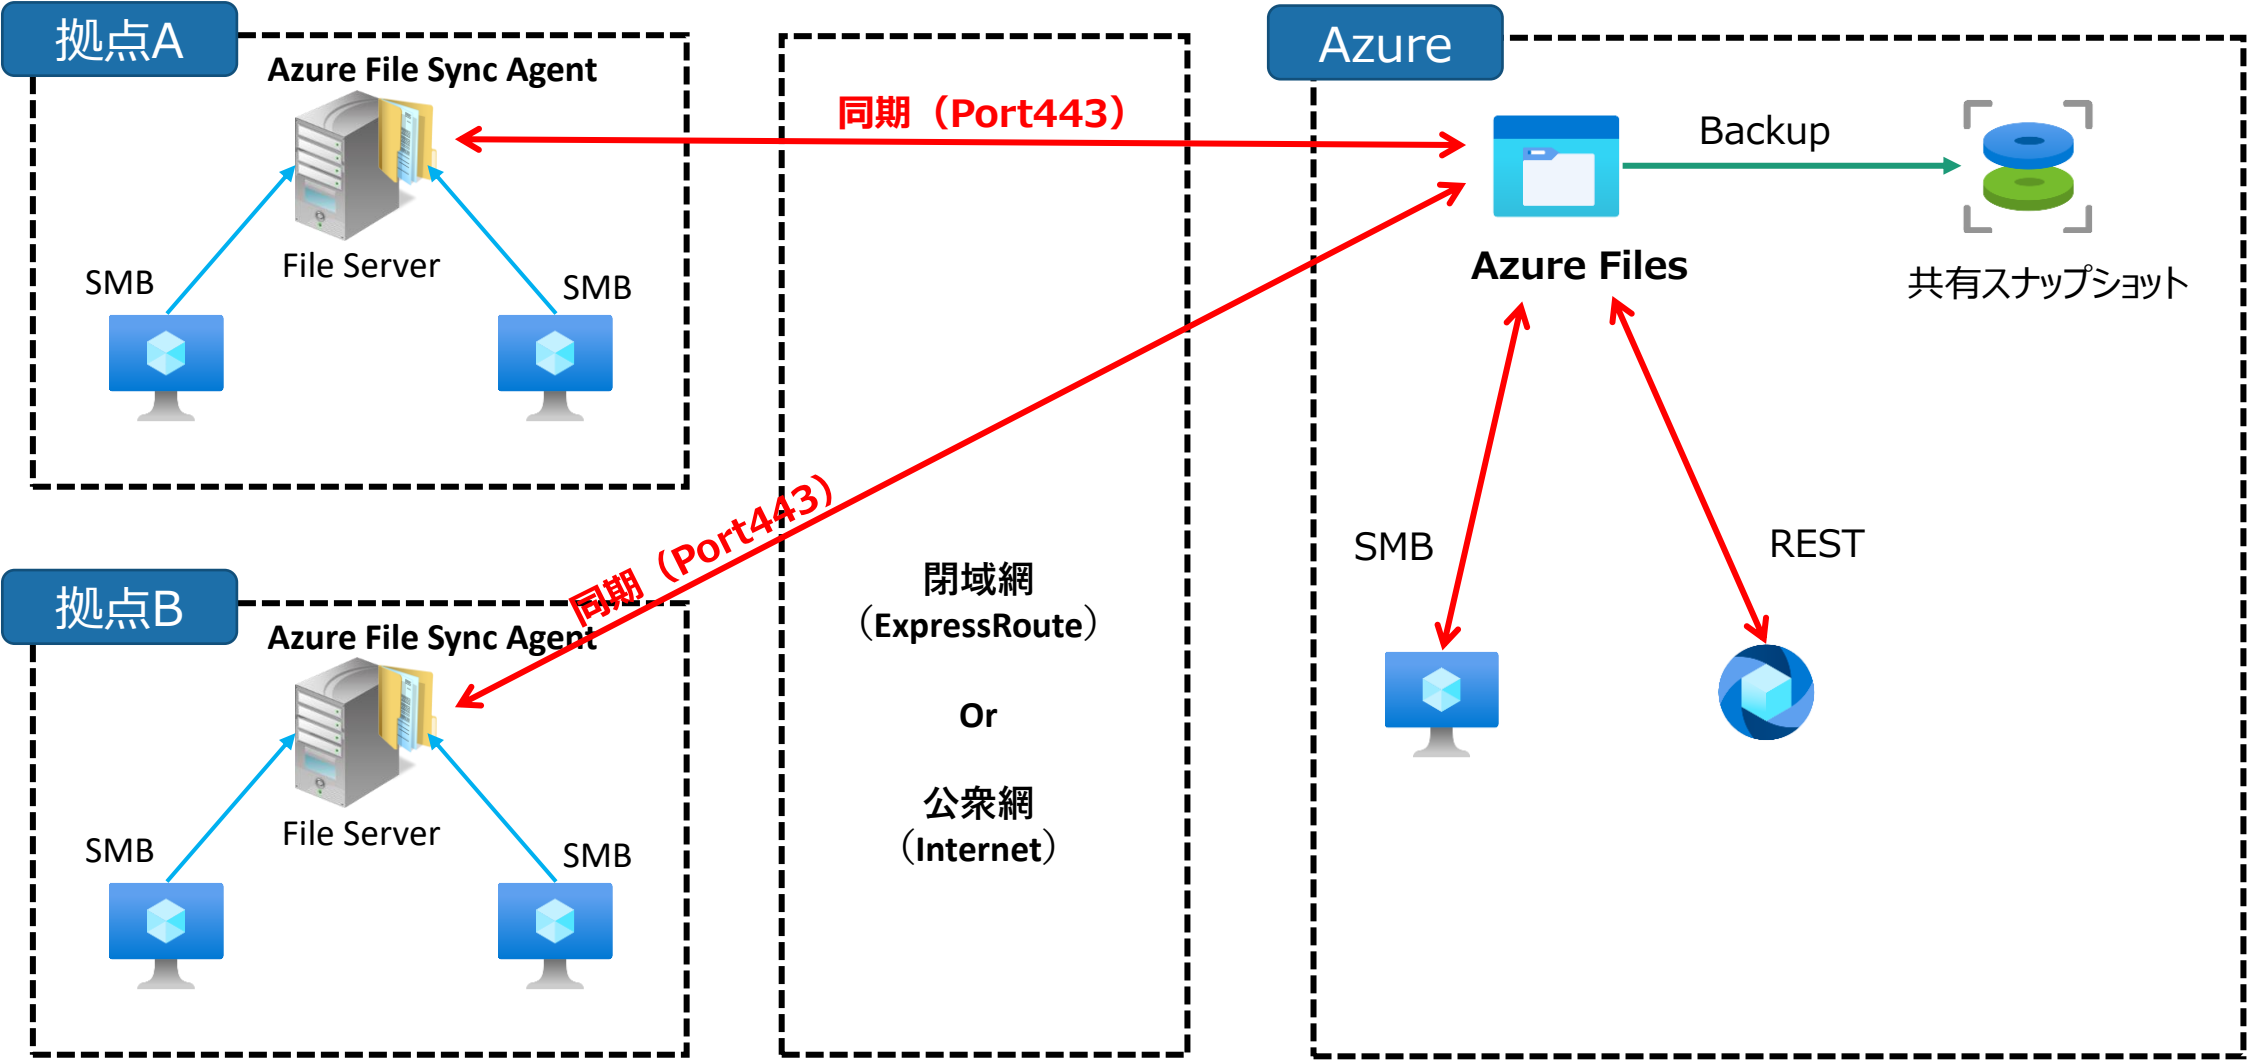 拠点A
Azure File Sync Agent
File Server
SMB
SMB
同期（Port443）
Azure
Backup
Azure Files
共有スナップショット
SMB
REST
同期（Port443）
閉域網
（ExpressRoute）
Or
公衆網
（Internet）
拠点B
Azure File Sync Agent
File Server
SMB
SMB